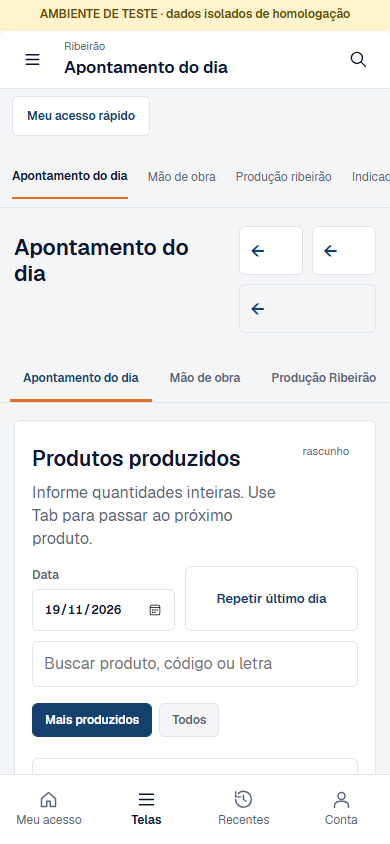 AMBIENTE DE TESTE · dados isolados de homologação
Ribeirão
Apontamento do dia
Meu acesso rápido
Apontamento do dia Mão de obra Produção ribeirão Indicac
Apontamento do
dia
Apontamento do dia Mão de obra Produção Ribeirão
Produtos produzidos
rascunho
Informe quantidades inteiras. Use
Tab para passar ao próximo
produto.
Data
19/11/2026
Repetir último dia
Buscar produto, código ou letra
Mais produzidos Todos
Meu acesso Telas Recentes Conta